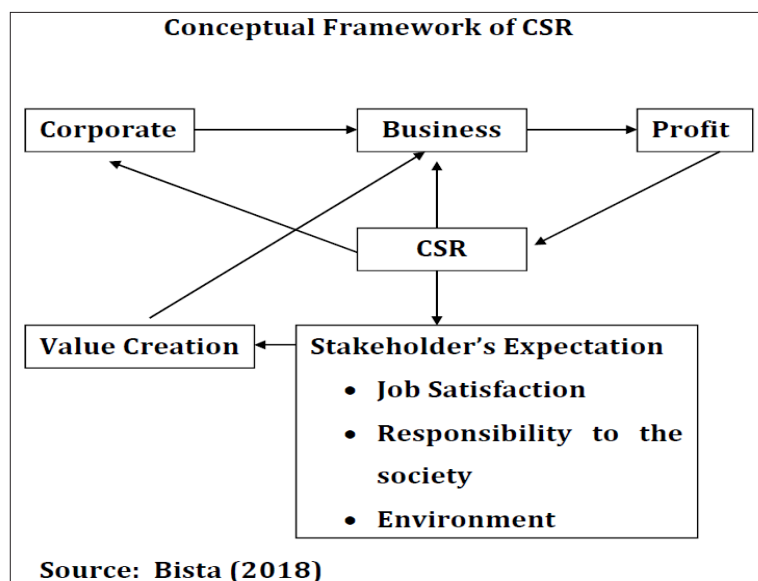 Conceptual Framework of CSR
Corporate
Business
Profit
CSR
Value Creation
Stakeholder’s Expectation
• Job Satisfaction
• Responsibility to the
society
• Environment
Source: Bista (2018)